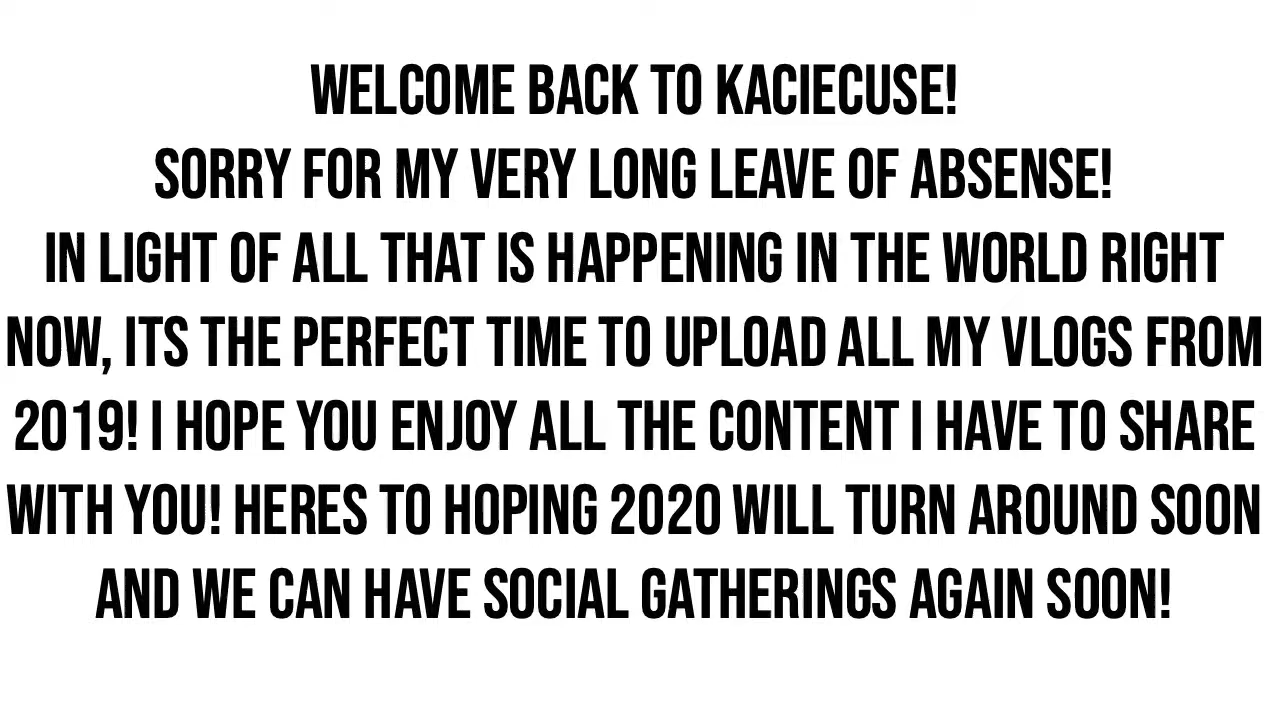 WELCOME BACK TO KACIECUSE!
SORRY FOR MY VERY LONG LEAVE OF ABSENSE!
IN LIGHT OF ALL THAT IS HAPPENING IN THE WORLD RIGHT
NOW, ITS THE PERFECT TIME TO UPLOAD ALL MY VLOGS FROM
2019! I HOPE YOU ENJOY ALL THE CONTENT I HAVE TO SHARE
WITH YOU! HERES TO HOPING 2020 WILL TURN AROUND SOON
AND WE CAN HAVE SOCIAL GATHERINGS AGAIN SOON!